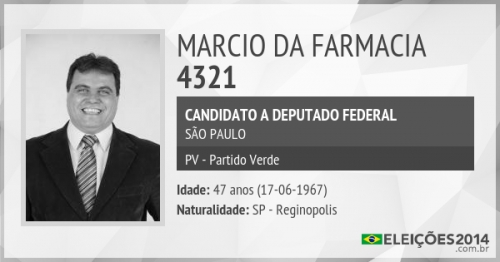 MARCIO DA FARMACIA
4321
CANDIDATO A DEPUTADO FEDERAL
SÃO PAULO
PV - Partido Verde
Idade: 47 anos (17-06-1967)
Naturalidade: SP - Reginopolis
ELEIÇÕES2014
.com.br